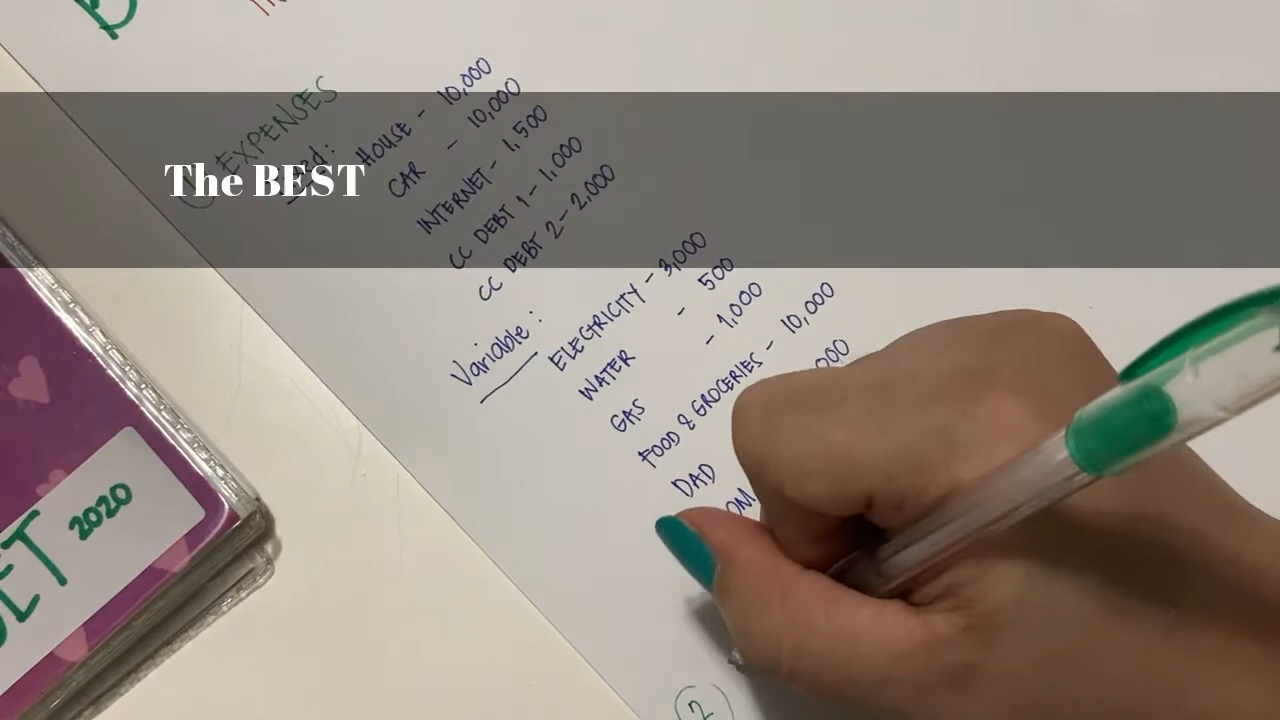 The BEST
EXPENSES
HOUSE - 10,000
CAR - 10,000
INTERNET - 1,500
CC DEBT 1 - 1,000
CC DEBT 2 - 2,000
Variable:
ELECTRICITY - 3,000
WATER - 500
GAS - 1,000
FOOD & GROCERIES - 10,000
DAD
2
2020